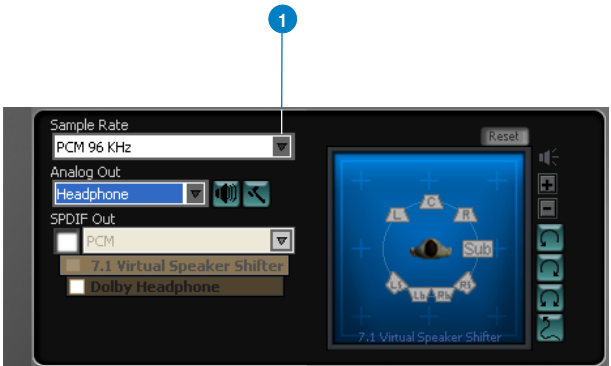 1
Sample Rate
PCM 96 KHz
Analog Out
Headphone
SPDIF Out
PCM
7.1 Virtual Speaker Shifter
Dolby Headphone
Reset
C
L
R
Sub
Ls
Lb
Rb
Rs
7.1 Virtual Speaker Shifter